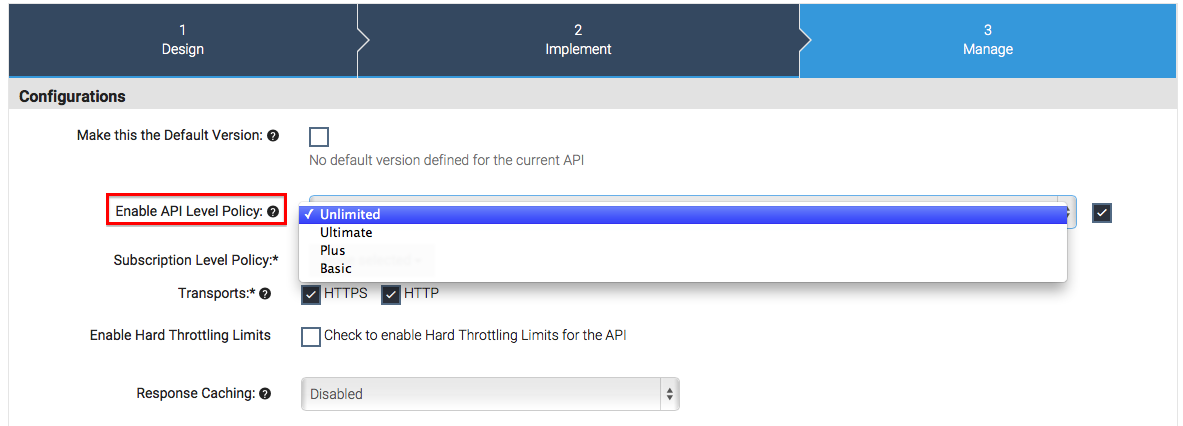 1
Design
2
Implement
3
Manage
Configurations
Make this the Default Version: ?
No default version defined for the current API
Enable API Level Policy: ?
✓ Unlimited
Ultimate
Plus
Basic
Subscription Level Policy:*
Transports:* ? HTTPS HTTP
Enable Hard Throttling Limits Check to enable Hard Throttling Limits for the API
Response Caching: ? Disabled